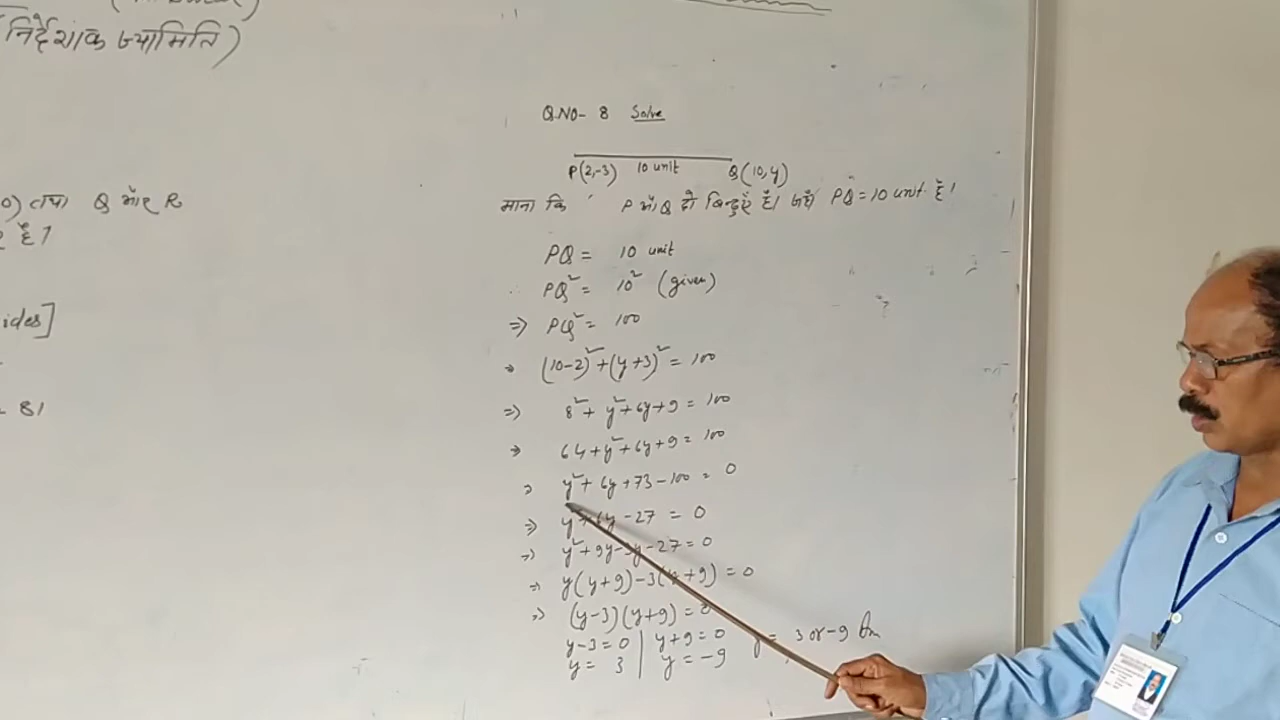 (निर्देशांक ज्यामिति)
0) तथा Q और R
है?
ides]
81
Q.NO- 8 Solve
P(2,-3) 10 unit Q(10,y)
माना कि P और Q दो बिन्दुएँ हैं। जहाँ PQ = 10 unit है।
PQ = 10 unit
∴ PQ² = 10² (given)
⇒ PQ² = 100
⇒ (10-2)² + (y+3)² = 100
⇒ 8² + y² + 6y + 9 = 100
⇒ 64 + y² + 6y + 9 = 100
⇒ y² + 6y + 73 - 100 = 0
⇒ y² + 6y - 27 = 0
⇒ y² + 9y - 3y - 27 = 0
⇒ y(y+9) - 3(y+9) = 0
⇒ (y-3)(y+9) = 0
y-3 = 0 | y+9 = 0
y = 3 | y = -9
y = 3 or -9 Ans